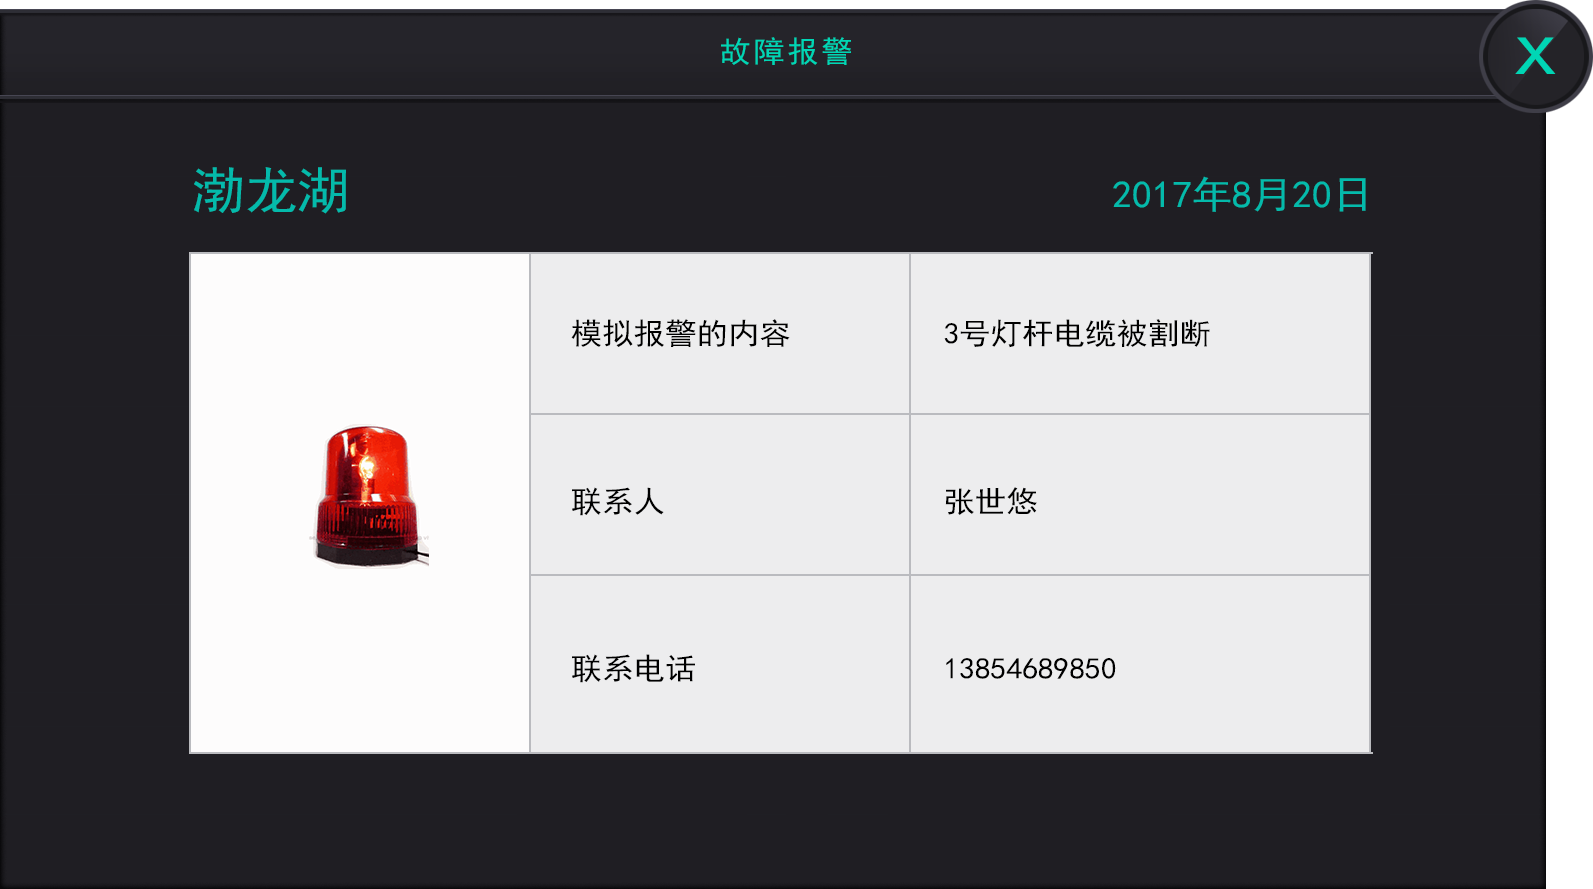 故障报警
X
渤龙湖
2017年8月20日
模拟报警的内容
3号灯杆电缆被割断
联系人
张世悠
联系电话
13854689850